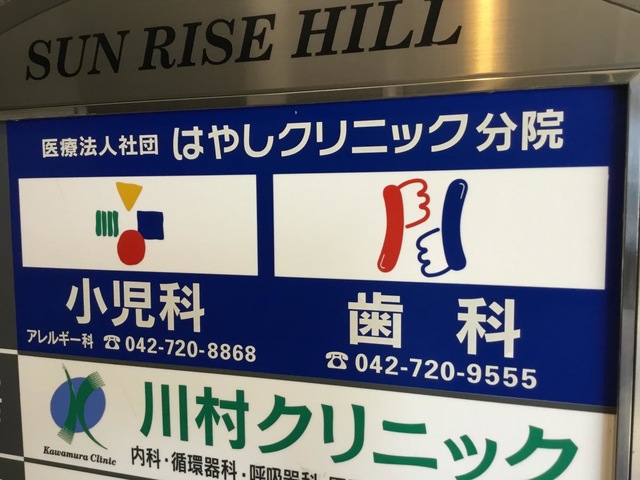 SUN RISE HILL
医療法人社団 はやしクリニック分院
小児科
アレルギー科 ☎042-720-8868
歯科
☎042-720-9555
川村クリニック
Kawamura Clinic
内科・循環器科・呼吸器科